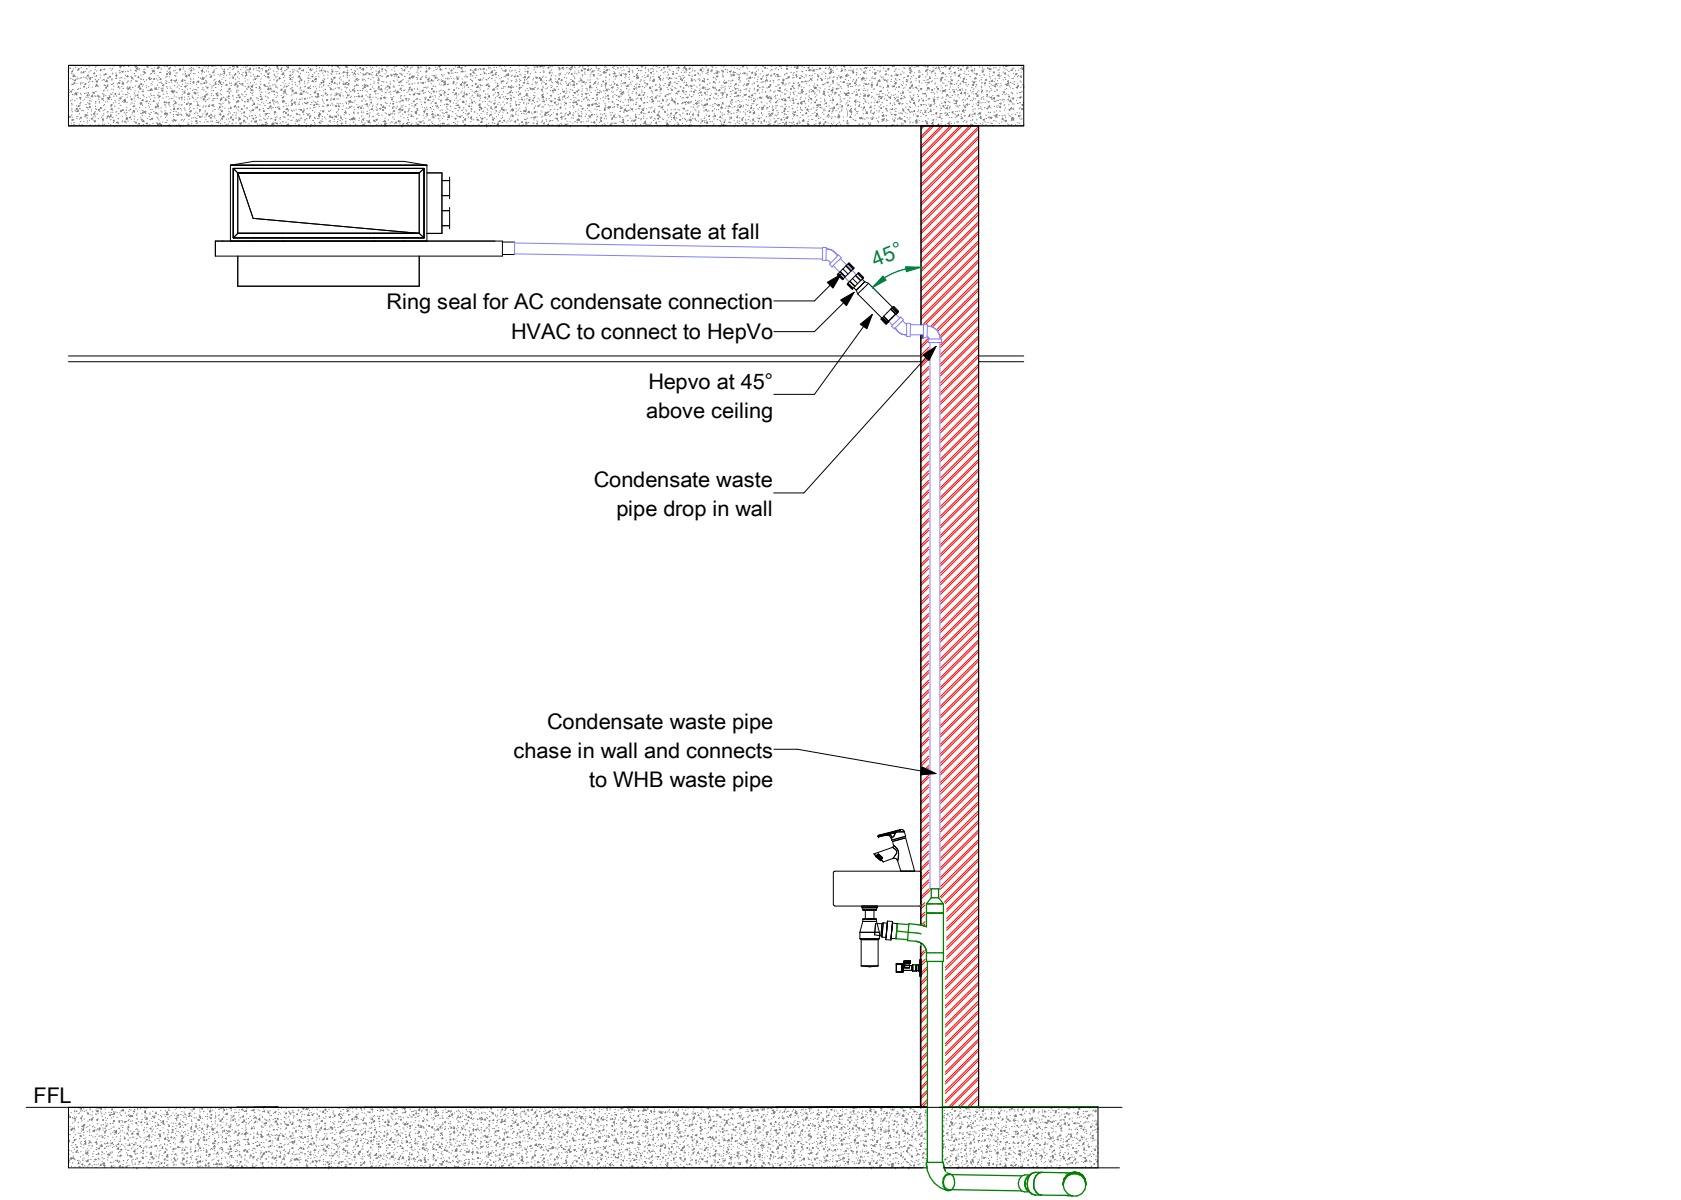 Condensate at fall
45°
Ring seal for AC condensate connection
HVAC to connect to HepVo
Hepvo at 45°
above ceiling
Condensate waste
pipe drop in wall
Condensate waste pipe
chase in wall and connects
to WHB waste pipe
FFL